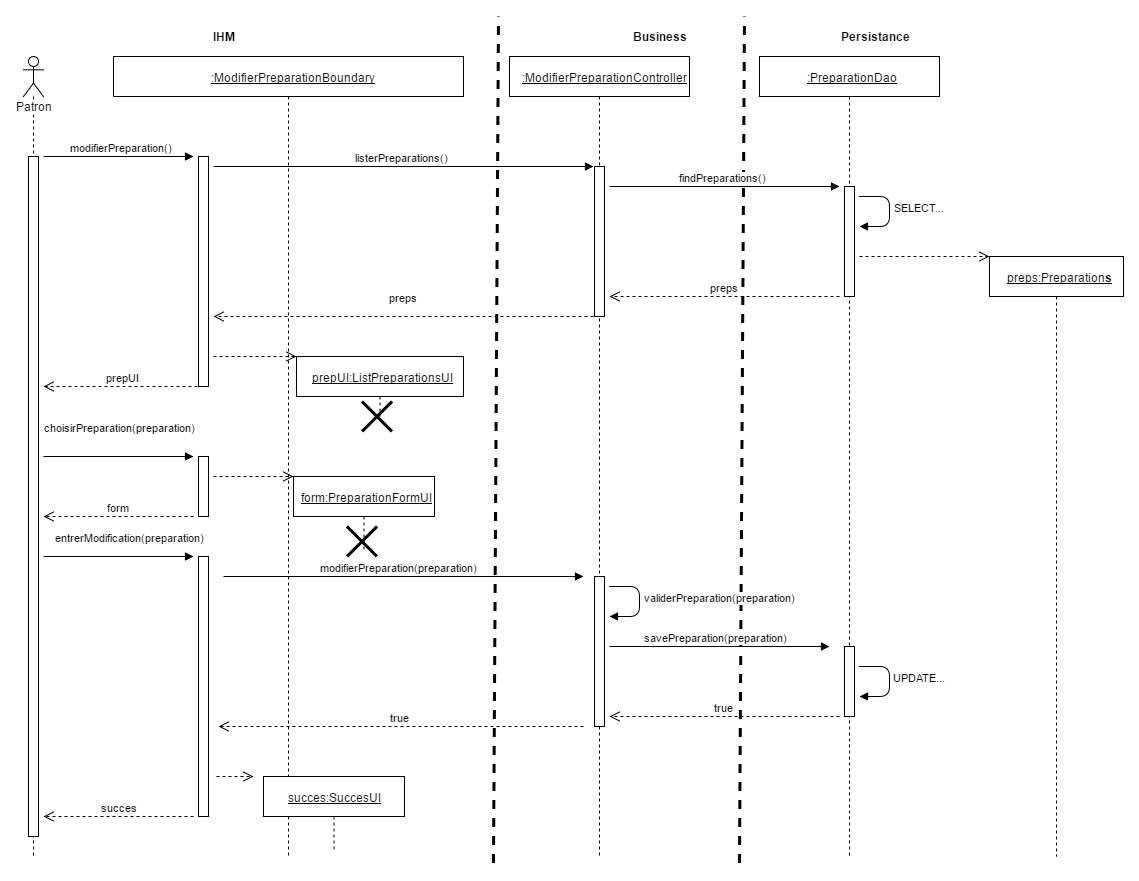 IHM
Business
Persistance
:ModifierPreparationBoundary
:ModifierPreparationController
:PreparationDao
Patron
modifierPreparation()
listerPreparations()
findPreparations()
SELECT...
preps:Preparations
preps
preps
prepUI:ListPreparationsUI
prepUI
choisirPreparation(preparation)
form:PreparationFormUI
form
entrerModification(preparation)
modifierPreparation(preparation)
validerPreparation(preparation)
savePreparation(preparation)
UPDATE...
true
true
succes:SuccesUI
succes